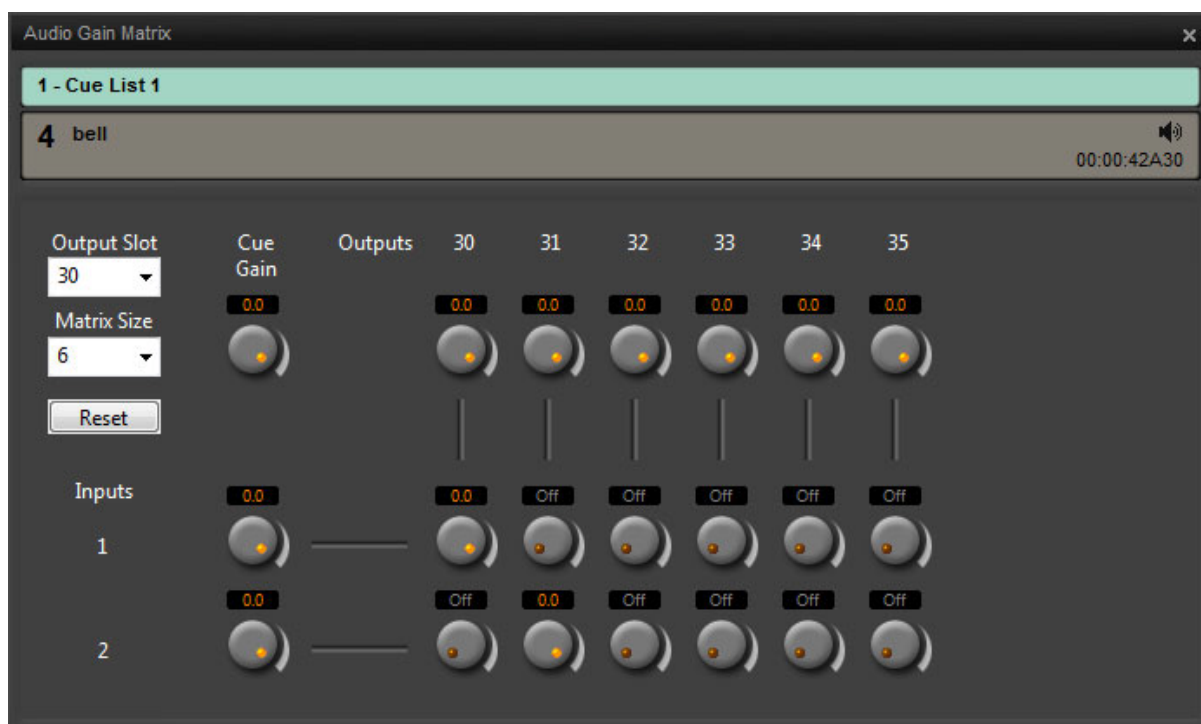 Audio Gain Matrix
1 - Cue List 1
4 bell
00:00:42A30
Output Slot Cue Gain Outputs 30 31 32 33 34 35
30
0.0 0.0 0.0 0.0 0.0 0.0 0.0
Matrix Size
6
Reset
Inputs 0.0 0.0 Off Off Off Off Off
1
0.0 Off 0.0 Off Off Off Off
2